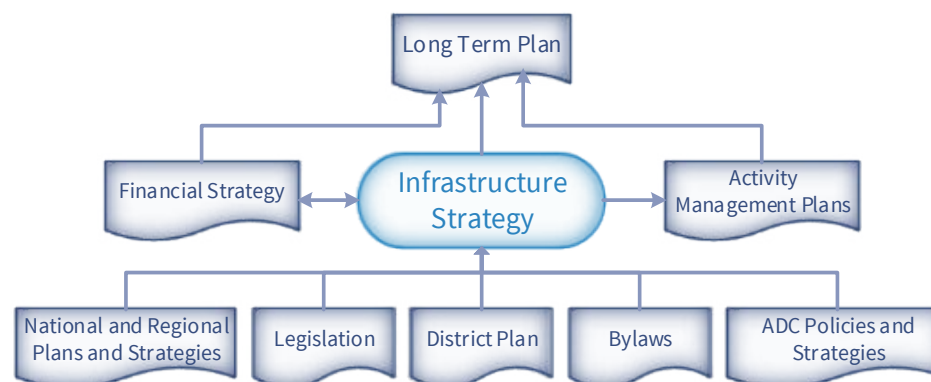 Long Term Plan
Financial Strategy
Infrastructure
Strategy
Activity
Management Plans
National and Regional
Plans and Strategies
Legislation
District Plan
Bylaws
ADC Policies and
Strategies